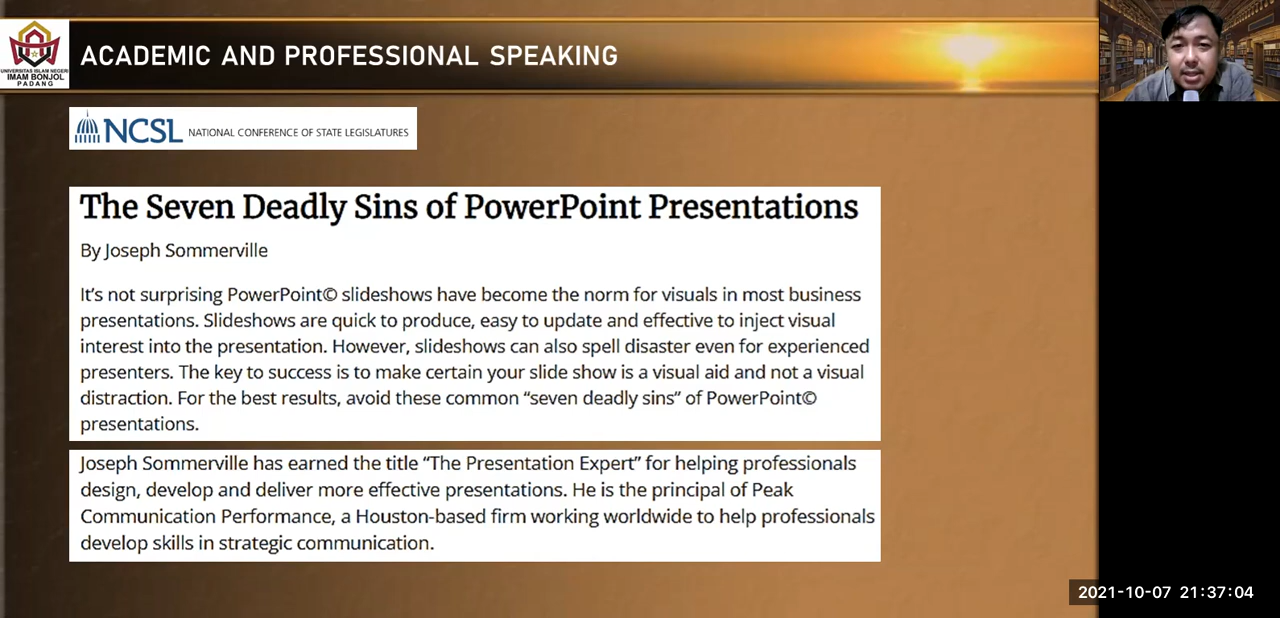 UNIVERSITAS ISLAM NEGERI
IMAM BONJOL
PADANG
ACADEMIC AND PROFESSIONAL SPEAKING
NCSL NATIONAL CONFERENCE OF STATE LEGISLATURES
The Seven Deadly Sins of PowerPoint Presentations
By Joseph Sommerville
It’s not surprising PowerPoint© slideshows have become the norm for visuals in most business
presentations. Slideshows are quick to produce, easy to update and effective to inject visual
interest into the presentation. However, slideshows can also spell disaster even for experienced
presenters. The key to success is to make certain your slide show is a visual aid and not a visual
distraction. For the best results, avoid these common “seven deadly sins” of PowerPoint©
presentations.
Joseph Sommerville has earned the title “The Presentation Expert” for helping professionals
design, develop and deliver more effective presentations. He is the principal of Peak
Communication Performance, a Houston-based firm working worldwide to help professionals
develop skills in strategic communication.
2021-10-07 21:37:04